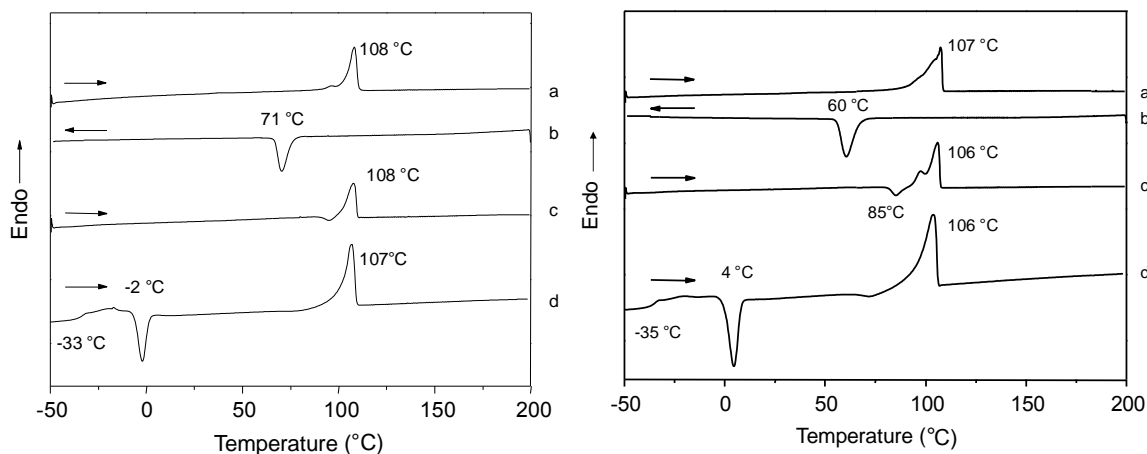 108 °C
a
71 °C
b
108 °C
c
107°C
-2 °C
d
-33 °C
Endo
-50 0 50 100 150 200
Temperature (°C)
107 °C
a
60 °C
b
106 °C
85°C
c
106 °C
4 °C
d
-35 °C
Endo
-50 0 50 100 150 200
Temperature (°C)